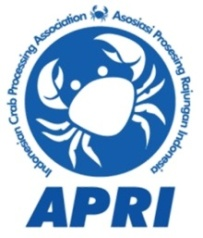 Indonesian Crab Processing Association
Asosiasi Prosesing Rajungan Indonesia
APRI